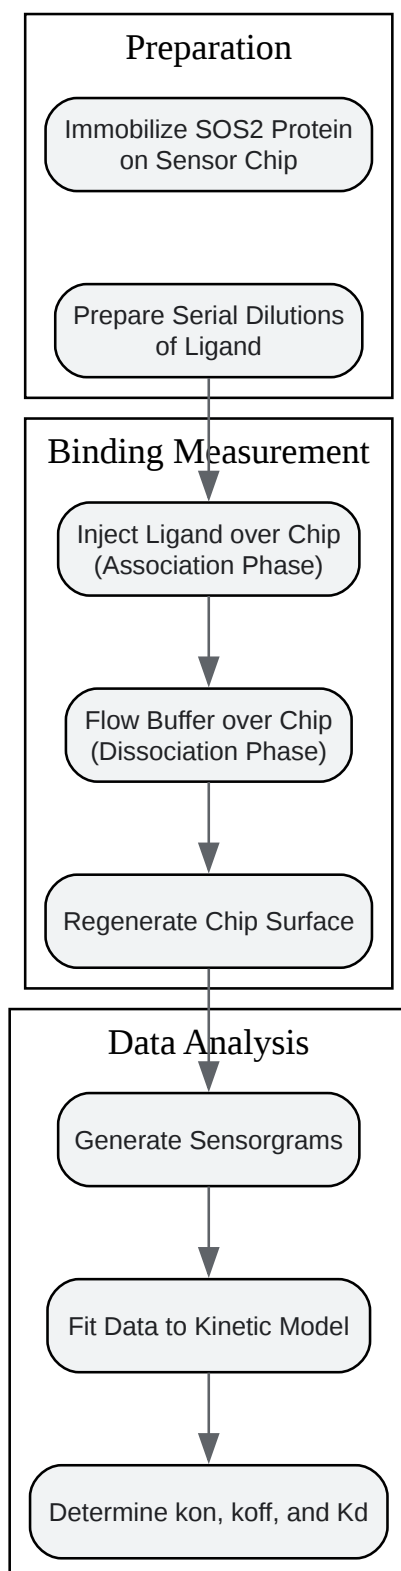 Preparation
Immobilize SOS2 Protein
on Sensor Chip
Prepare Serial Dilutions
of Ligand
Binding Measurement
Inject Ligand over Chip
(Association Phase)
Flow Buffer over Chip
(Dissociation Phase)
Regenerate Chip Surface
Data Analysis
Generate Sensorgrams
Fit Data to Kinetic Model
Determine kon, koff, and Kd